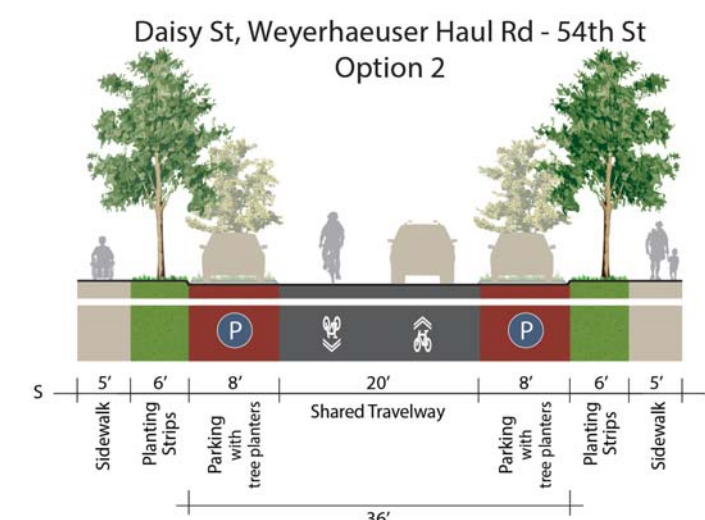 Daisy St, Weyerhaeuser Haul Rd - 54th St
Option 2
P
P
S
5'
6'
8'
20'
8'
6'
5'
Sidewalk
Planting
Strips
Parking
with
tree planters
Shared Travelway
Parking
with
tree planters
Planting
Strips
Sidewalk
36'